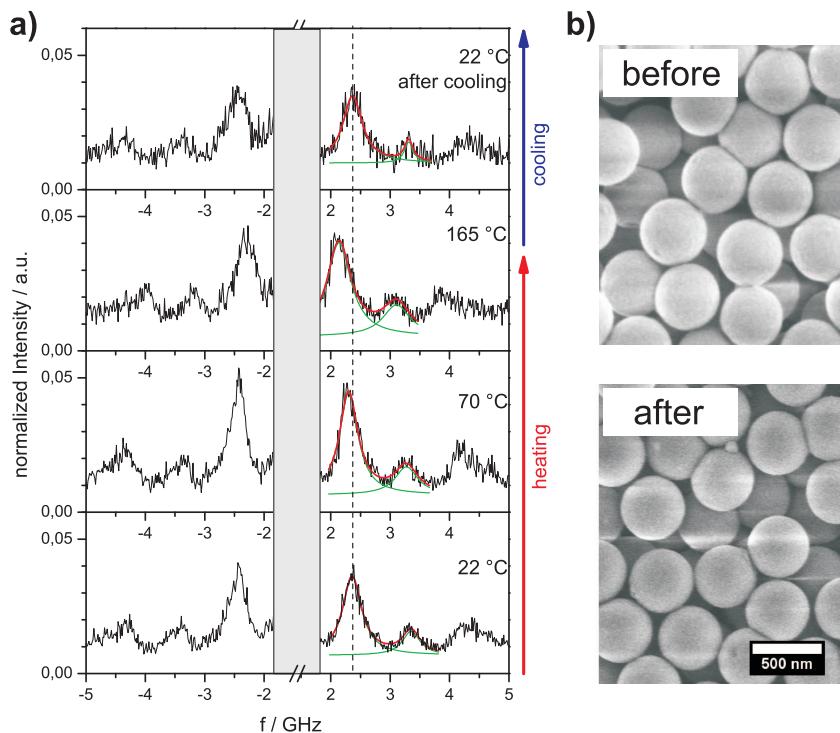 a)
0,05
22 °C
after cooling
0,00
-4
-3
-2
2
3
4
cooling
0,05
165 °C
0,00
-4
-3
-2
2
3
4
0,05
70 °C
0,00
-4
-3
-2
2
3
4
heating
0,05
22 °C
0,00
-5
-4
-3
-2
2
3
4
5
normalized Intensity / a.u.
f / GHz
b)
before
after
500 nm